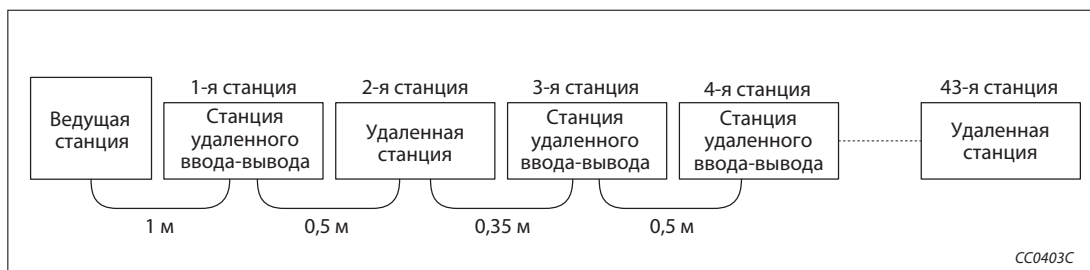 Ведущая
станция
1-я станция
Станция
удаленного
ввода-вывода
2-я станция
Удаленная
станция
3-я станция
Станция
удаленного
ввода-вывода
4-я станция
Станция
удаленного
ввода-вывода
43-я станция
Удаленная
станция
1 м
0,5 м
0,35 м
0,5 м
CC0403C